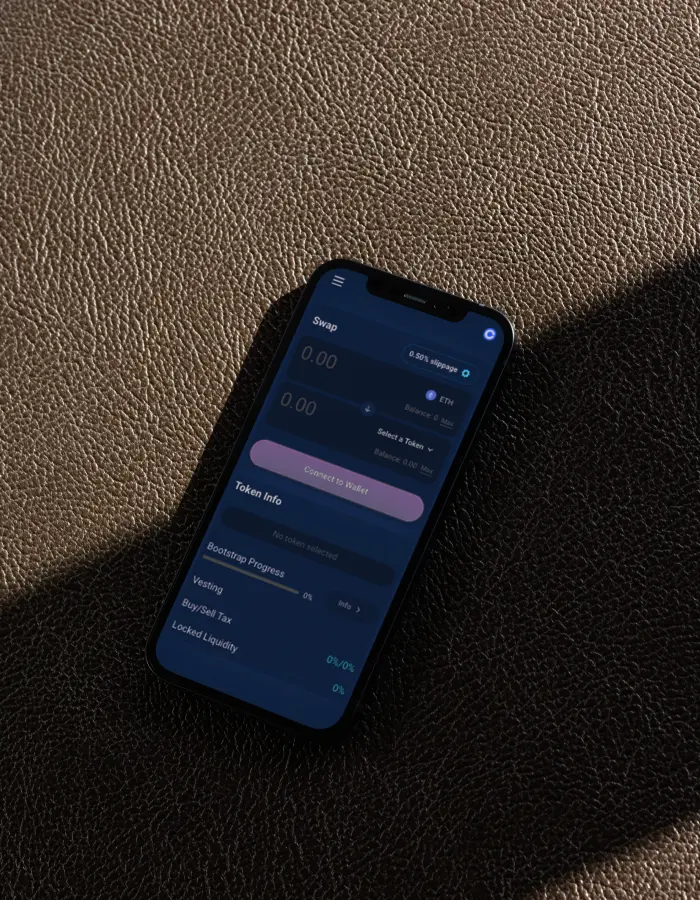 Swap
0.50% slippage
0.00
ETH
Balance: 0 Max
0.00
Select a Token
Balance: 0.00 Max
Connect to Wallet
Token Info
No token selected
Bootstrap Progress
0%
Info
Vesting
Buy/Sell Tax
0%/0%
Locked Liquidity
0%